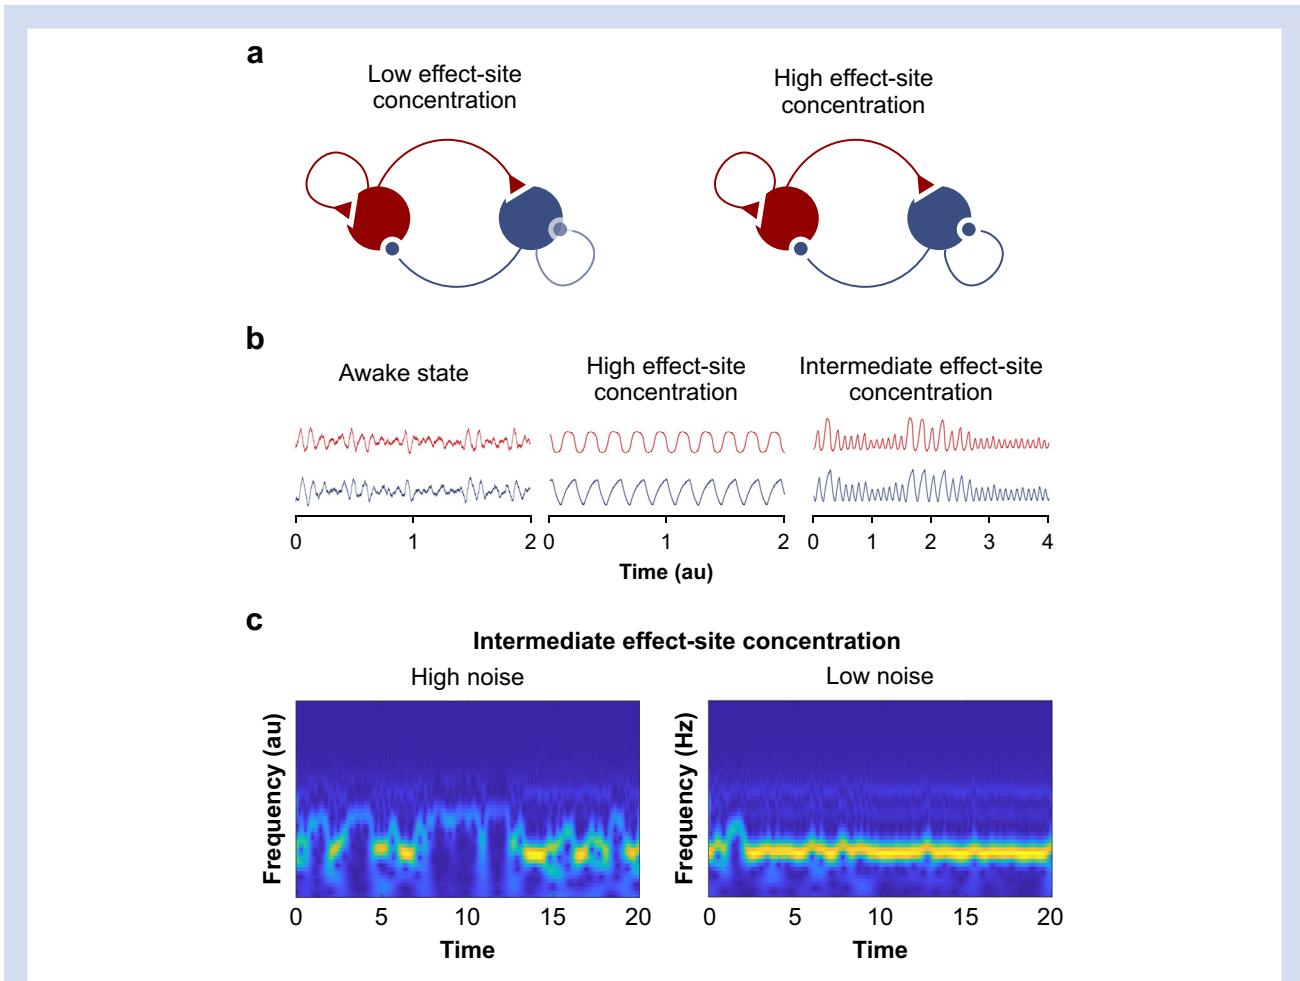 a
Low effect-site
concentration
High effect-site
concentration
b
Awake state
High effect-site
concentration
Intermediate effect-site
concentration
0 1 2
0 1 2
0 1 2 3 4
Time (au)
c
Intermediate effect-site concentration
High noise
Low noise
Frequency (au)
Frequency (Hz)
0 5 10 15 20
0 5 10 15 20
Time
Time